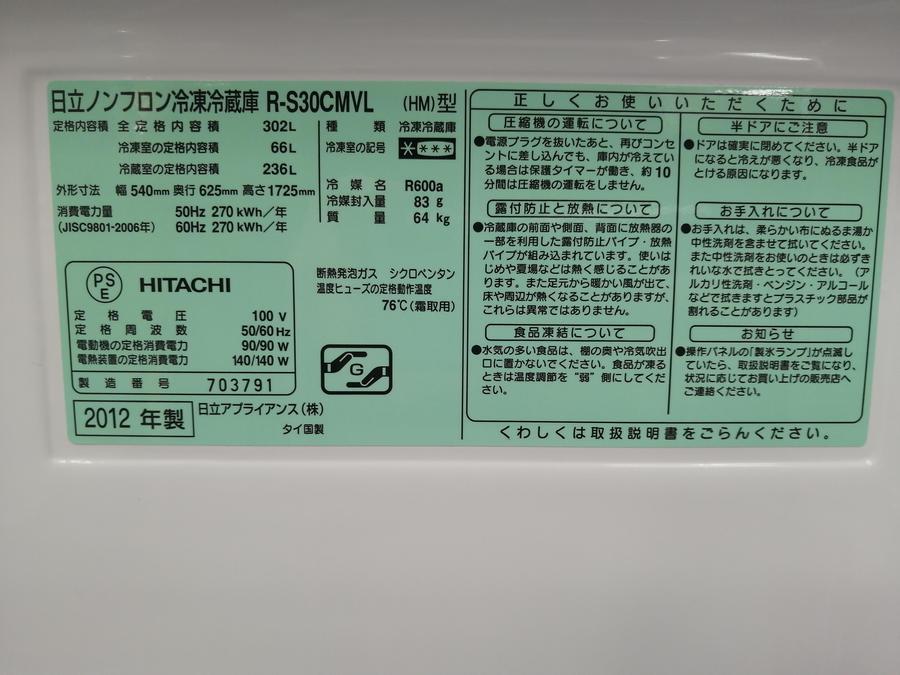 日立ノンフロン冷凍冷蔵庫 R-S30CMVL (HM)型
定格内容積 全定格内容積 302L
冷凍室の定格内容積 66L
冷蔵室の定格内容積 236L
外形寸法 幅 540mm 奥行 625mm 高さ 1725mm
消費電力量 50Hz 270 kWh/年
(JISC9801-2006年) 60Hz 270 kWh/年
種類 冷凍冷蔵庫
冷凍室の記号 ****
冷媒名 R600a
冷媒封入量 83 g
質量 64 kg
PSE HITACHI
定格電圧 100 V
定格周波数 50/60 Hz
電動機の定格消費電力 90/90 W
電熱装置の定格消費電力 140/140 W
製造番号 703791
2012 年製
日立アプライアンス(株)
タイ国製
断熱発泡ガス シクロペンタン
温度ヒューズの定格動作温度
76℃(霜取用)
G
正しくお使いいただくために
圧縮機の運転について
●電源プラグを抜いたあと、再びコンセ
ントに差し込んでも、庫内が冷えてい
る場合は保護タイマーが働き、約10
分間は圧縮機の運転をしません。
露付防止と放熱について
●冷蔵庫の前面や側面、背面に放熱器の
一部を利用した露付防止パイプ・放熱
パイプが組み込まれています。使いは
じめや夏場などは熱く感じることがあ
ります。また足元から暖かい風が出て、
床や周辺が熱くなることがありますが、
これらは異常ではありません。
食品凍結について
●水気の多い食品は、棚の奥や冷気吹出
口に置かないでください。食品が凍る
ときは温度調節を“弱”側にしてくだ
さい。
半ドアにご注意
●ドアは確実に閉めてください。半ドア
になると冷えが悪くなり、冷凍食品が
とける原因になります。
お手入れについて
●お手入れは、柔らかい布にぬるま湯か
中性洗剤を含ませて拭いてください。
また中性洗剤をお使いのときは必ずき
れいな水で拭きとってください。(ア
ルカリ性洗剤・ベンジン・アルコール
などで拭きますとプラスチック部品が
割れることがあります)
お知らせ
●操作パネルの「製氷ランプ」が点滅し
ていたら、取扱説明書をご覧になり、
状況に応じてお買い上げの販売店へ
ご連絡ください。
くわしくは取扱説明書をごらんください。